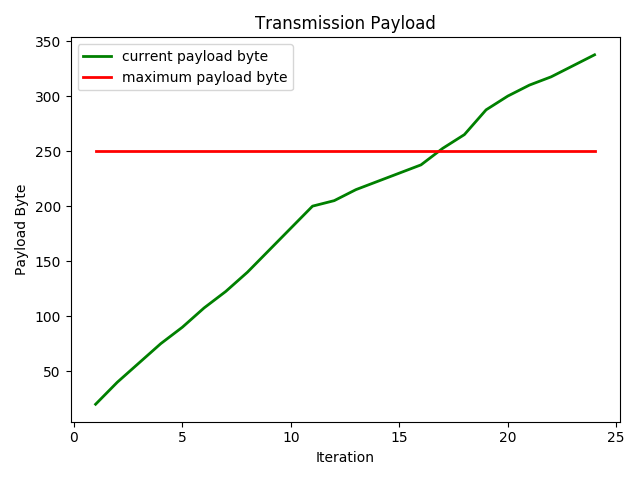 Transmission Payload
current payload byte
maximum payload byte
350
300
250
200
150
100
50
Payload Byte
0 5 10 15 20 25
Iteration